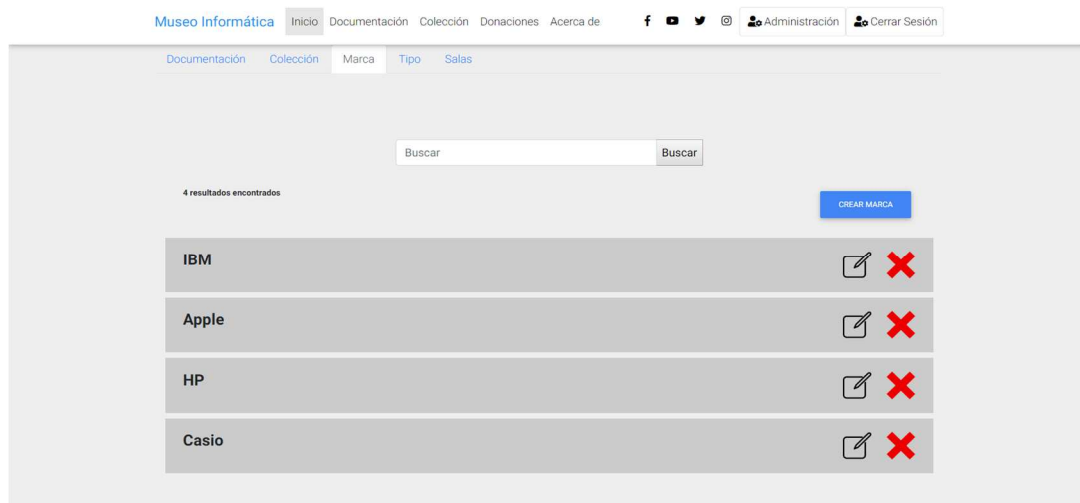 Museo Informática Inicio Documentación Colección Donaciones Acerca de Administración Cerrar Sesión
Documentación Colección Marca Tipo Salas
Buscar Buscar
4 resultados encontrados
CREAR MARCA
IBM
Apple
HP
Casio